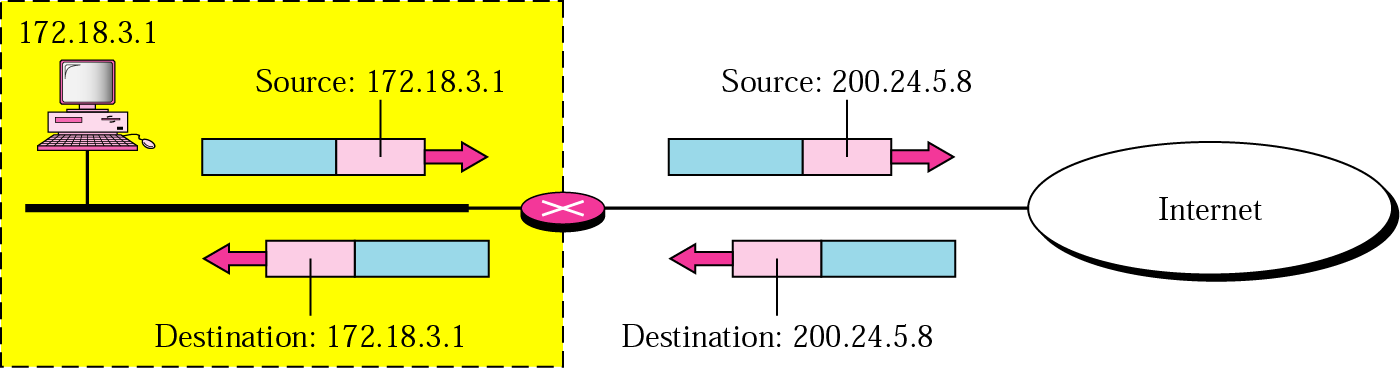 172.18.3.1
Source: 172.18.3.1
Source: 200.24.5.8
Internet
Destination: 172.18.3.1
Destination: 200.24.5.8